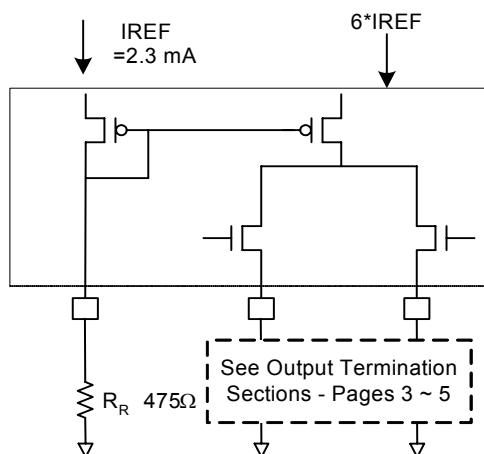 IREF
=2.3 mA
6*IREF
See Output Termination
Sections - Pages 3 ~ 5
RR 475Ω